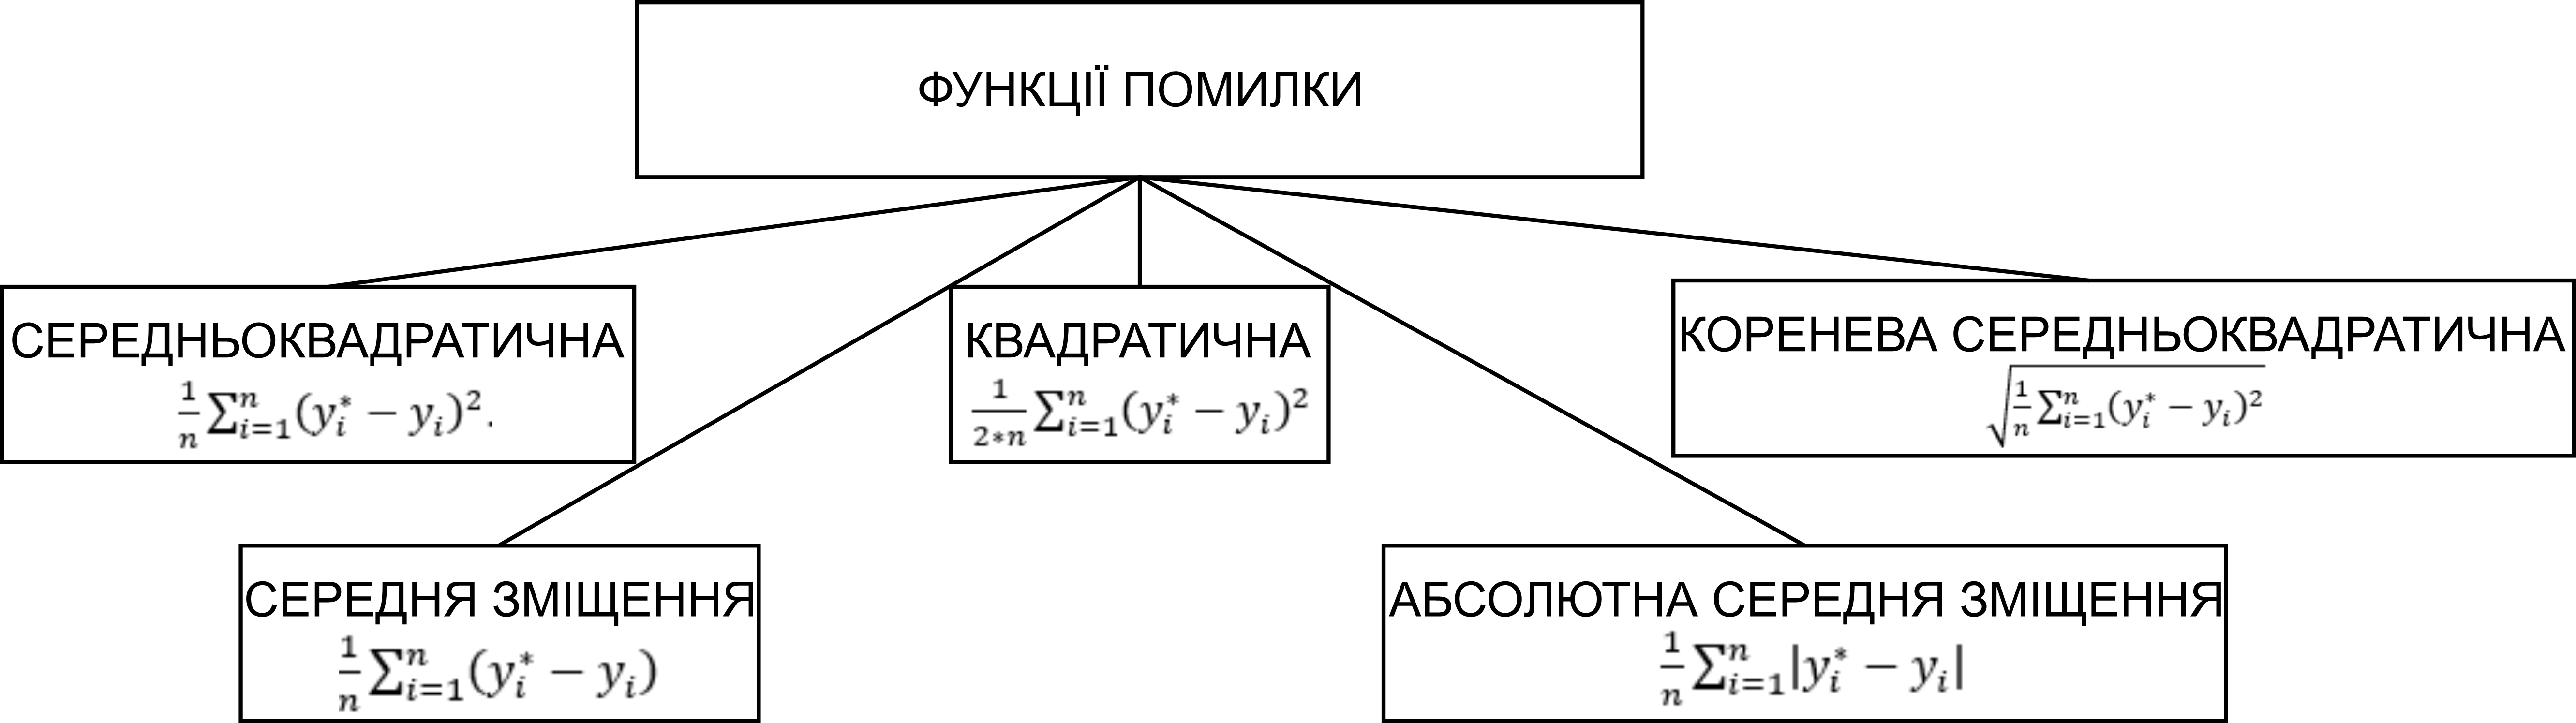 ФУНКЦІЇ ПОМИЛКИ
СЕРЕДНЬОКВАДРАТИЧНА
$\frac{1}{n}\sum_{i=1}^{n}(y_i^* - y_i)^2.$
КВАДРАТИЧНА
$\frac{1}{2*n}\sum_{i=1}^{n}(y_i^* - y_i)^2$
КОРЕНЕВА СЕРЕДНЬОКВАДРАТИЧНА
$\sqrt{\frac{1}{n}\sum_{i=1}^{n}(y_i^* - y_i)^2}$
СЕРЕДНЯ ЗМІЩЕННЯ
$\frac{1}{n}\sum_{i=1}^{n}(y_i^* - y_i)$
АБСОЛЮТНА СЕРЕДНЯ ЗМІЩЕННЯ
$\frac{1}{n}\sum_{i=1}^{n}|y_i^* - y_i|$